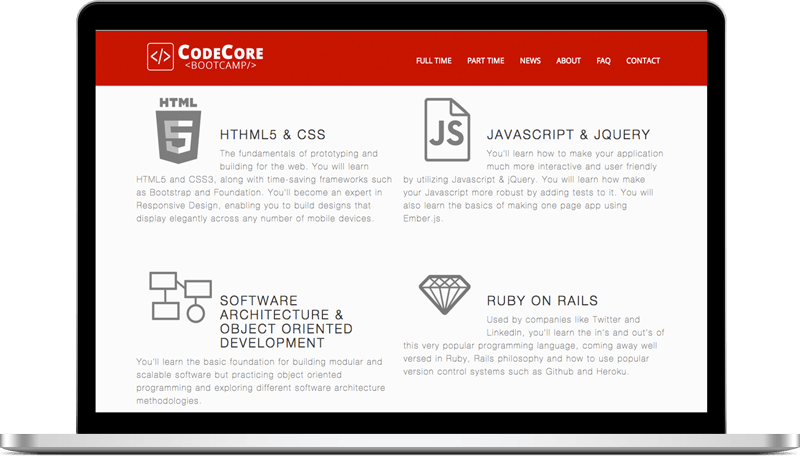 CODECORE
<BOOTCAMP/>
FULL TIME PART TIME NEWS ABOUT FAQ CONTACT
HTML
5
HTHML5 & CSS
The fundamentals of prototyping and
building for the web. You will learn
HTML5 and CSS3, along with time-saving frameworks such
as Bootstrap and Foundation. You'll become an expert in
Responsive Design, enabling you to build designs that
display elegantly across any number of mobile devices.
JS
JAVASCRIPT & JQUERY
You'll learn how to make your application
much more interactive and user friendly
by utilizing Javascript & jQuery. You will learn how make
your Javascript more robust by adding tests to it. You will
also learn the basics of making one page app using
Ember.js.
SOFTWARE
ARCHITECTURE &
OBJECT ORIENTED
DEVELOPMENT
You'll learn the basic foundation for building modular and
scalable software but practicing object oriented
programming and exploring different software architecture
methodologies.
RUBY ON RAILS
Used by companies like Twitter and
LinkedIn, you'll learn the in's and out's of
this very popular programming language, coming away well
versed in Ruby, Rails philosophy and how to use popular
version control systems such as Github and Heroku.